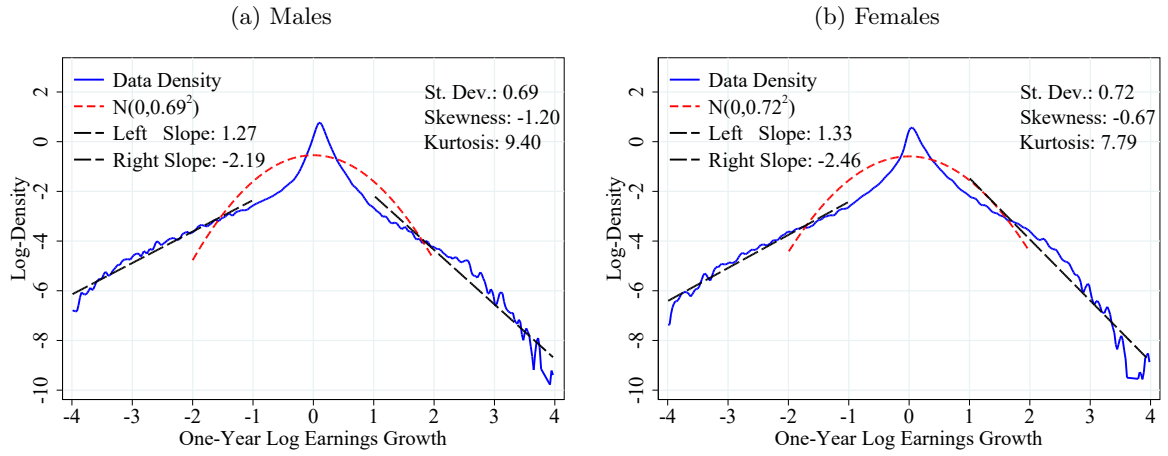 (a) Males
Data Density
N(0,0.69²)
Left Slope: 1.27
Right Slope: -2.19
St. Dev.: 0.69
Skewness: -1.20
Kurtosis: 9.40
Log-Density
2
0
-2
-4
-6
-8
-10
-4 -3 -2 -1 0 1 2 3 4
One-Year Log Earnings Growth
(b) Females
Data Density
N(0,0.72²)
Left Slope: 1.33
Right Slope: -2.46
St. Dev.: 0.72
Skewness: -0.67
Kurtosis: 7.79
Log-Density
2
0
-2
-4
-6
-8
-10
-4 -3 -2 -1 0 1 2 3 4
One-Year Log Earnings Growth